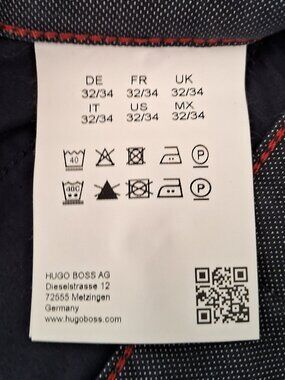 DE FR UK
32/34 32/34 32/34
IT US MX
32/34 32/34 32/34
40 P
40C P
HUGO BOSS AG
Dieselstrasse 12
72555 Metzingen
Germany
www.hugoboss.com